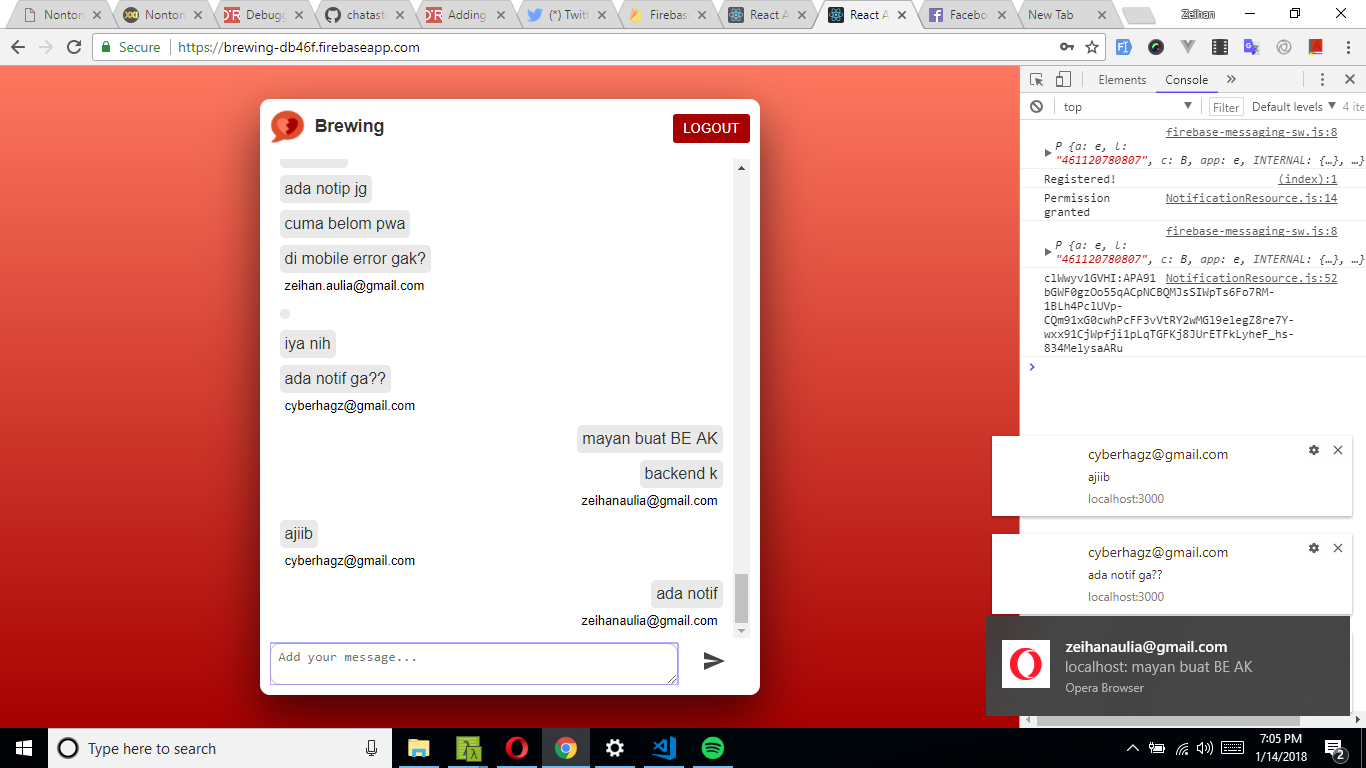 Nonton
Nonton
Debugg
chatast
Adding
(*) Twitt
Firebase
React A
React A
Faceboo
New Tab
Zeihan
Secure
https://brewing-db46f.firebaseapp.com
Elements
Console
top
Filter
Default levels
4 ite
Brewing
LOGOUT
ada notip jg
cuma belom pwa
di mobile error gak?
zeihan.aulia@gmail.com
iya nih
ada notif ga??
cyberhagz@gmail.com
mayan buat BE AK
backend k
zeihanaulia@gmail.com
ajiib
cyberhagz@gmail.com
ada notif
zeihanaulia@gmail.com
Add your message...
firebase-messaging-sw.js:8
P {a: e, l:
"461120780807", c: B, app: e, INTERNAL: {…}, …}
Registered! (index):1
Permission NotificationResource.js:14
granted
firebase-messaging-sw.js:8
P {a: e, l:
"461120780807", c: B, app: e, INTERNAL: {…}, …}
clWwyv1GVHI:APA91 NotificationResource.js:52
bGWF0gzOo55qACpNCBQMJsSIWpTs6Fo7RM-
1BLh4PclUVp-
CQm91xG0cwhPcFF3vVtRY2wMGl9elegZ8re7Y-
wxx91CjWpfji1pLqTGFKj8JUrETFkLyheF_hs-
834MelysaARu
cyberhagz@gmail.com
ajiib
localhost:3000
cyberhagz@gmail.com
ada notif ga??
localhost:3000
zeihanaulia@gmail.com
localhost: mayan buat BE AK
Opera Browser
Type here to search
7:05 PM
1/14/2018
2